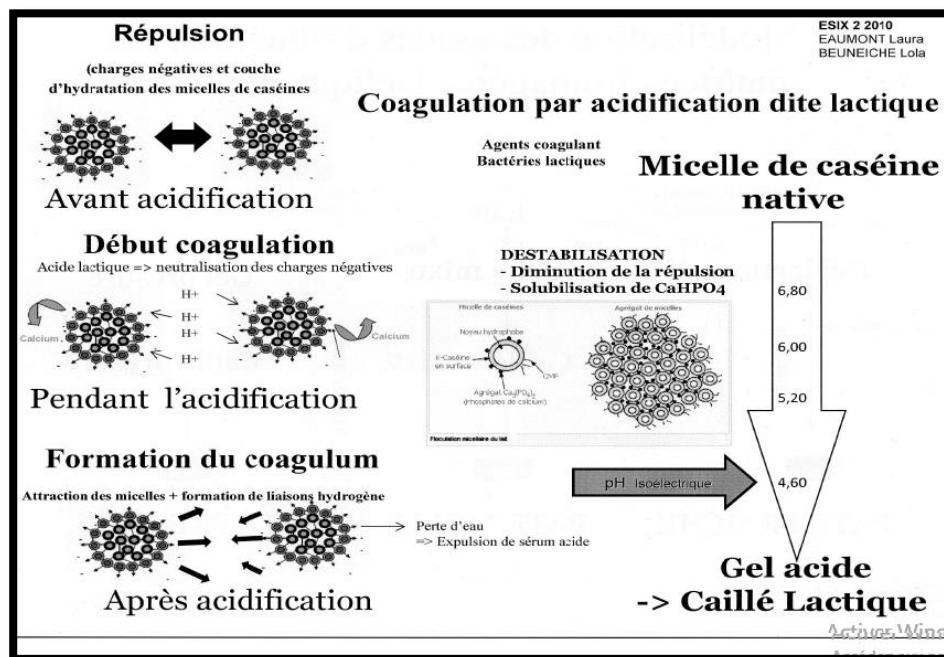 Répulsion
(charges négatives et couche
d'hydratation des micelles de caséines
Avant acidification
Début coagulation
Acide lactique => neutralisation des charges négatives
H+
H+
H+
H+
Calcium
Calcium
Pendant l'acidification
Formation du coagulum
Attraction des micelles + formation de liaisons hydrogène
Perte d'eau
=> Expulsion de sérum acide
Après acidification
ESIX 2 2010
EAUMONT Laura
BEUNEICHE Lola
Coagulation par acidification dite lactique
Agents coagulant
Bactéries lactiques
Micelle de caséine
native
DESTABILISATION
- Diminution de la répulsion
- Solubilisation de CaHPO4
Micelle de caséines
Agrégat de micelles
Noyau hydrophobe
K-Caséine
en surface
CMP
Agrégat Ca3(PO4)2
(Phosphates de calcium)
Floculation micellaire du lait
6,80
6,00
5,20
4,60
pH Isoélectrique
Gel acide
-> Caillé Lactique